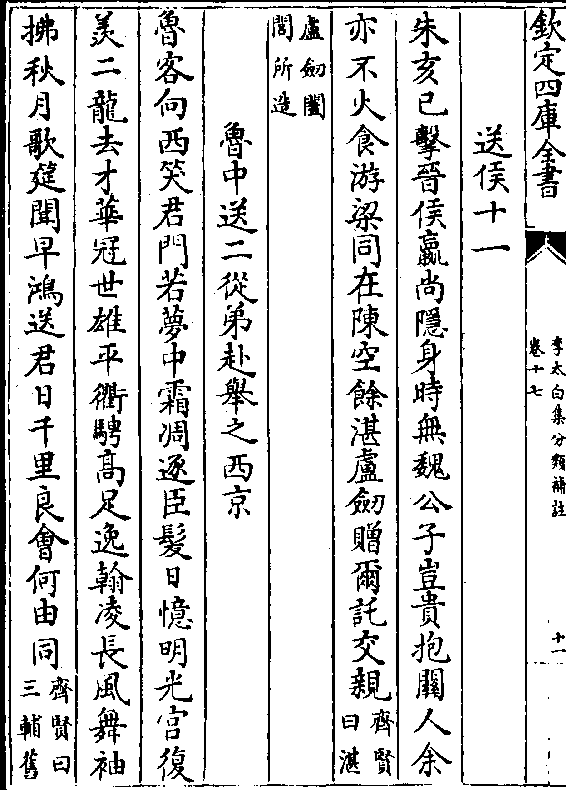 欽定四庫全書
李太白集分類補註
卷十七
十一
送侯十一
朱亥已擊晉侯嬴尚隱身時無魏公子豈貴抱關人余
亦不火食游梁同在陳空餘湛盧劒贈爾託交親齊賢曰湛
盧劒闔閭所造
魯中送二從弟赴舉之西京
魯客向西笑君門若夢中霜凋逐臣髮日憶明光宮復
羨二龍去才華冠世雄平衢騁高足逸翰凌長風舞袖
拂秋月歌筵聞早鴻送君日千里良會何由同齊賢曰三輔舊